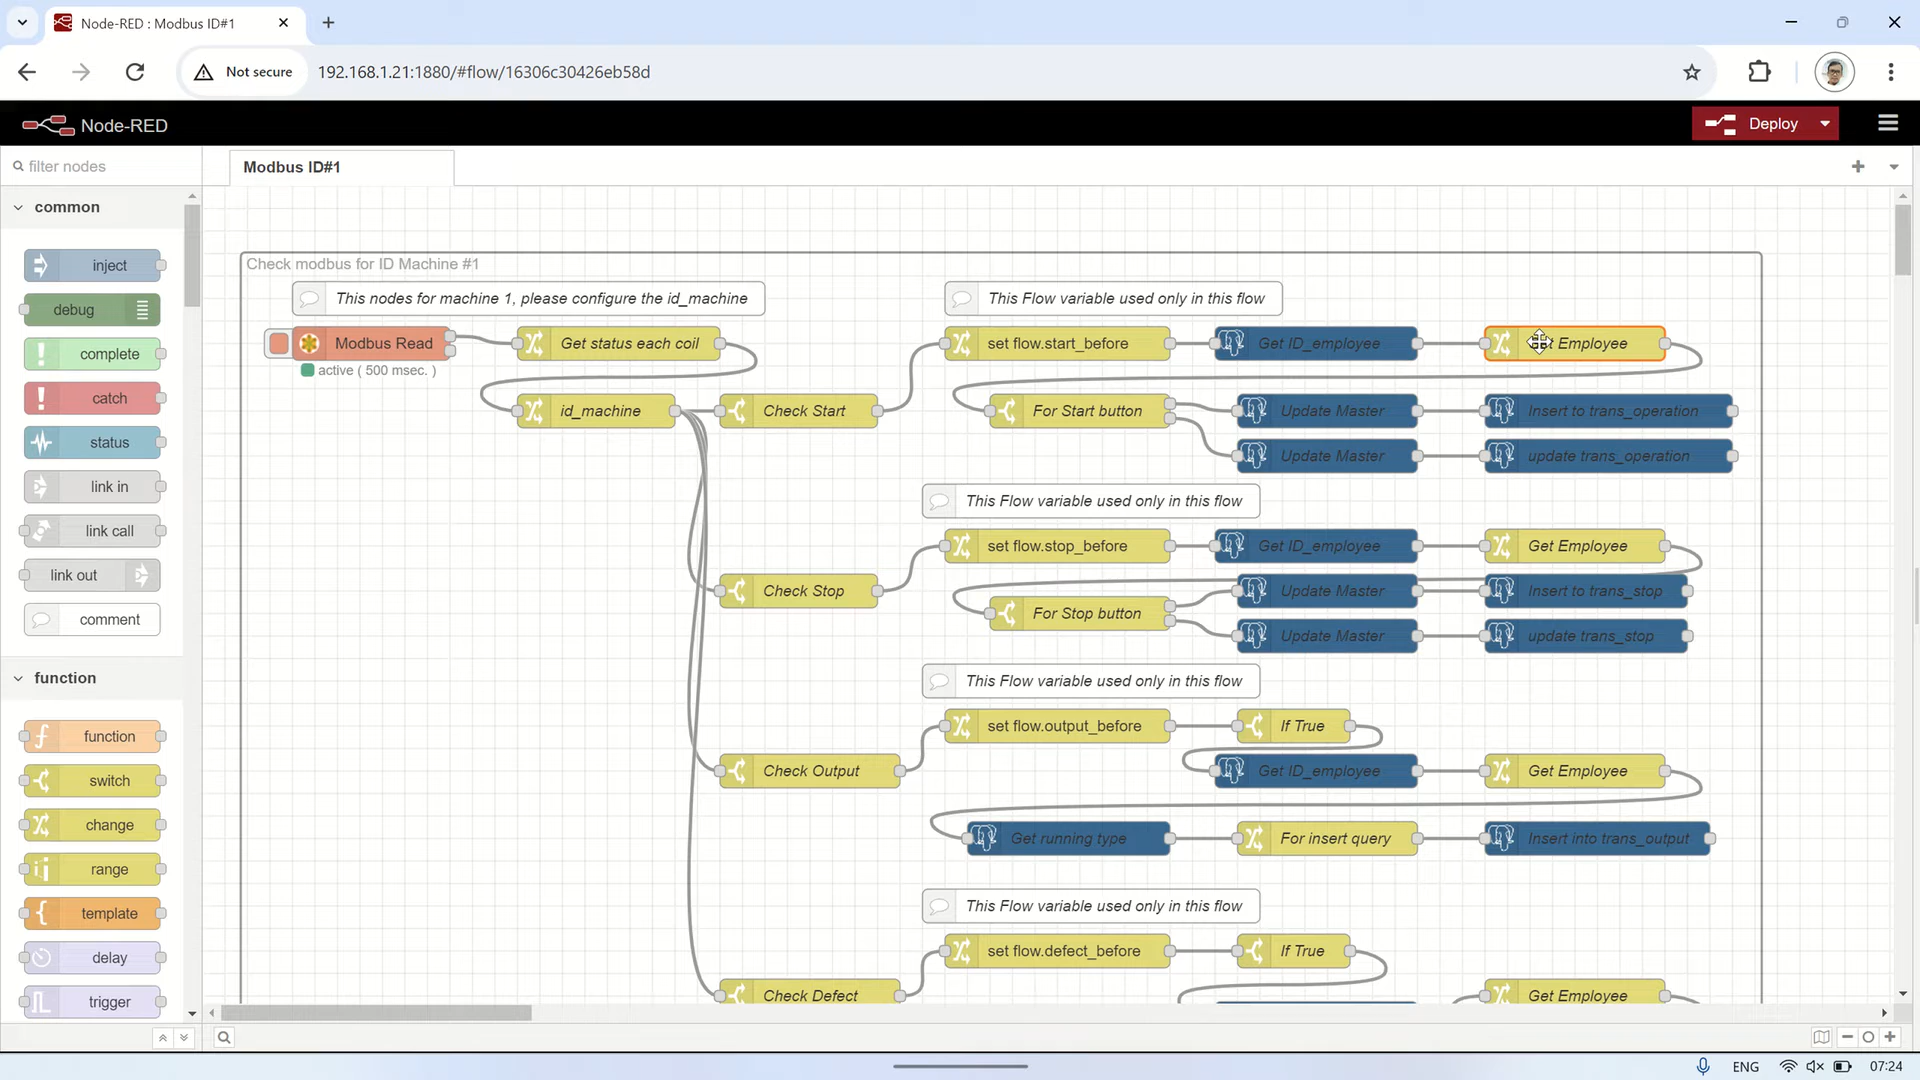 Node-RED : Modbus ID#1
Not secure
192.168.1.21:1880/#flow/16306c30426eb58d
Node-RED
Deploy
filter nodes
Modbus ID#1
common
inject
debug
complete
catch
status
link in
link call
link out
comment
function
function
switch
change
range
template
delay
trigger
Check modbus for ID Machine #1
This nodes for machine 1, please configure the id_machine
This Flow variable used only in this flow
Modbus Read
Get status each coil
set flow.start_before
Get ID_employee
Employee
active ( 500 msec. )
id_machine
Check Start
For Start button
Update Master
Insert to trans_operation
Update Master
update trans_operation
This Flow variable used only in this flow
set flow.stop_before
Get ID_employee
Get Employee
Check Stop
For Stop button
Update Master
Insert to trans_stop
Update Master
update trans_stop
This Flow variable used only in this flow
set flow.output_before
If True
Check Output
Get ID_employee
Get Employee
Get running type
For insert query
Insert into trans_output
This Flow variable used only in this flow
set flow.defect_before
If True
Check Defect
Get Employee
ENG
07:24